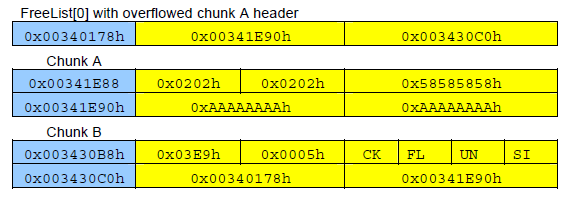 FreeList[0] with overflowed chunk A header
0x00340178h 0x00341E90h 0x003430C0h
Chunk A
0x00341E88 0x0202h 0x0202h 0x58585858h
0x00341E90h 0xAAAAAAAAh 0xAAAAAAAAh
Chunk B
0x003430B8h 0x03E9h 0x0005h CK FL UN SI
0x003430C0h 0x00340178h 0x00341E90h